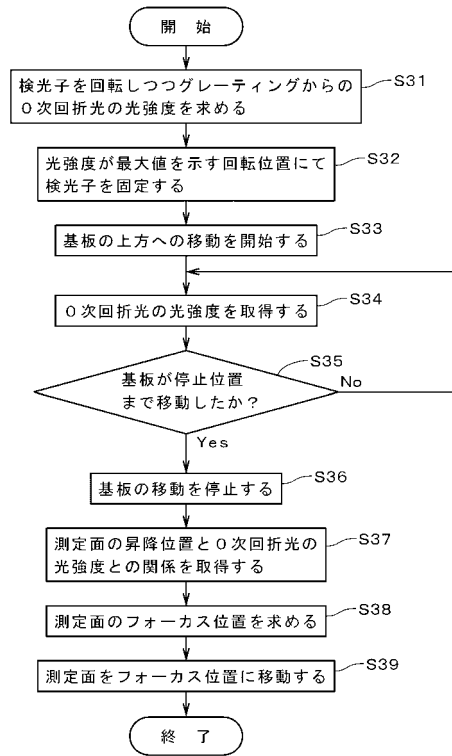 開　始
検光子を回転しつつグレーティングからの
０次回折光の光強度を求める
S31
光強度が最大値を示す回転位置にて
検光子を固定する
S32
基板の上方への移動を開始する
S33
０次回折光の光強度を取得する
S34
基板が停止位置
まで移動したか？
S35
No
Yes
基板の移動を停止する
S36
測定面の昇降位置と０次回折光の
光強度との関係を取得する
S37
測定面のフォーカス位置を求める
S38
測定面をフォーカス位置に移動する
S39
終　了